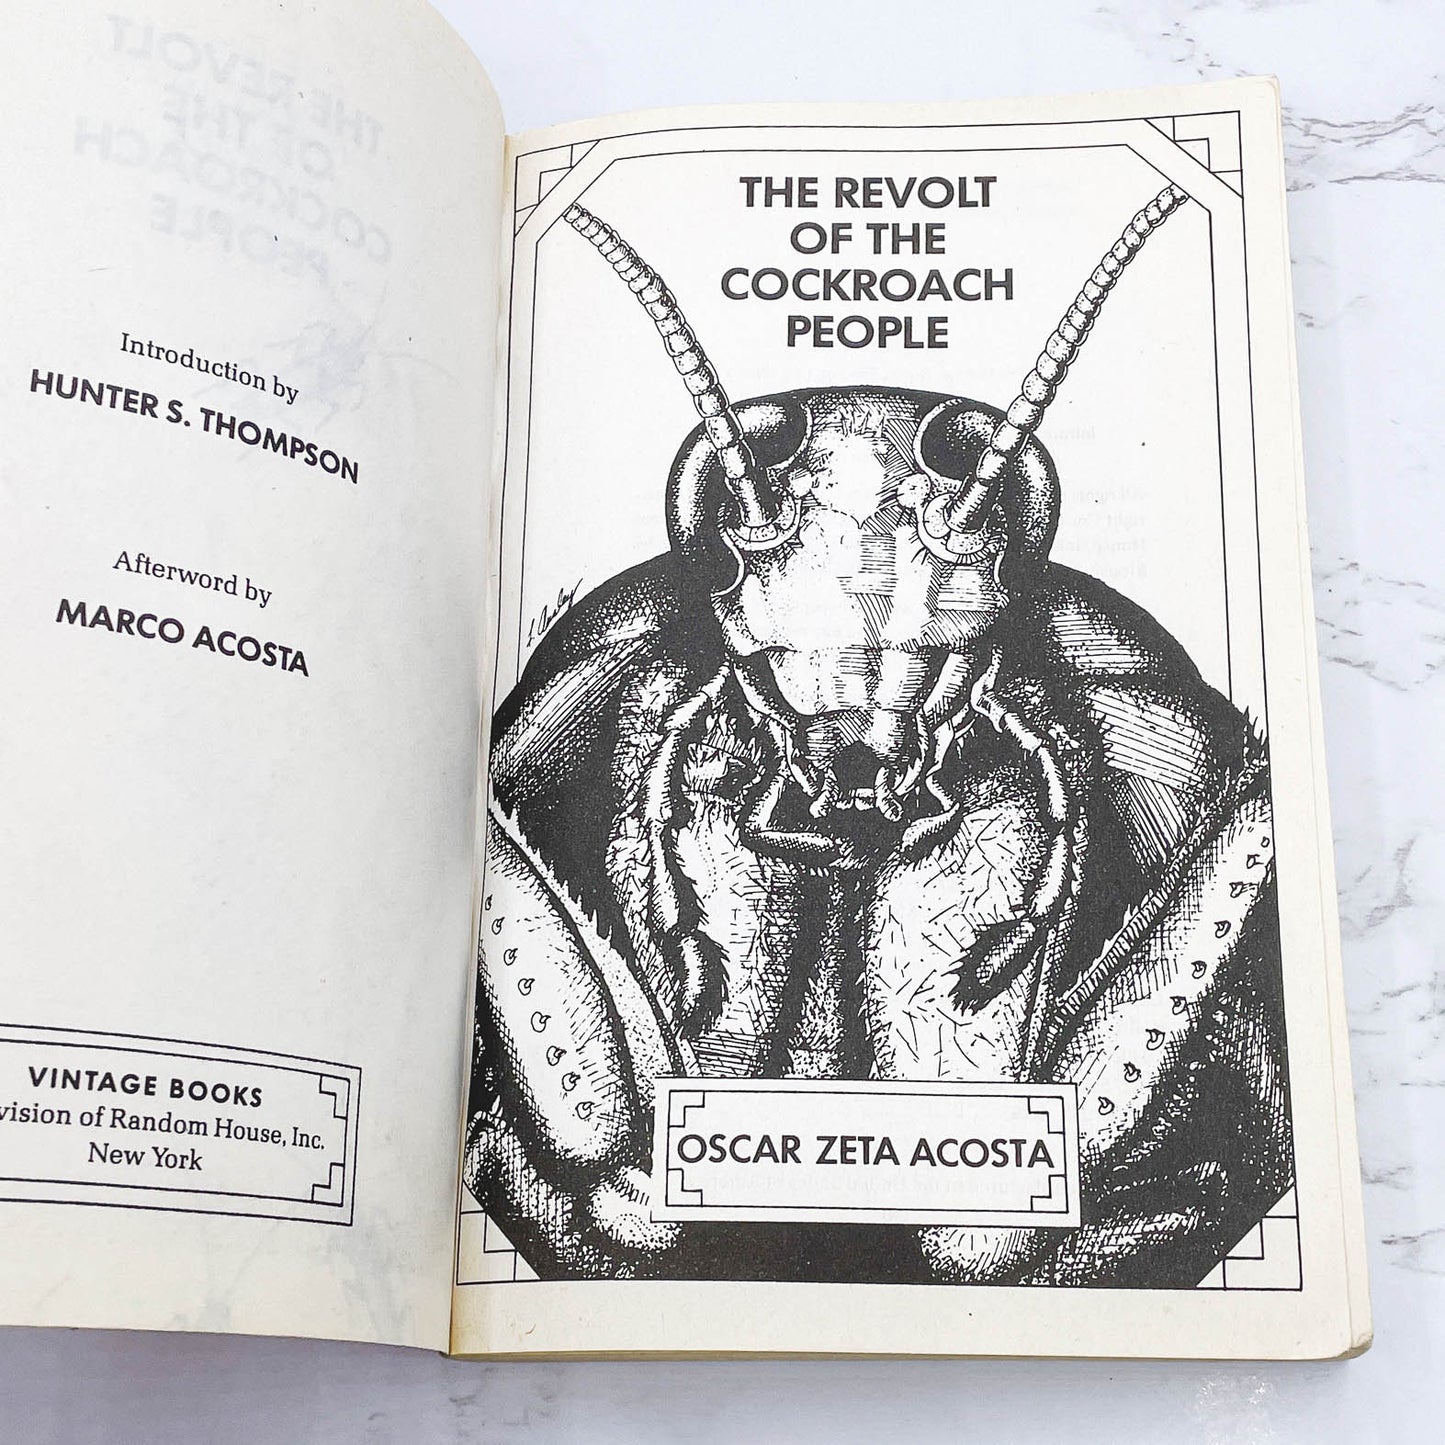 Introduction by
HUNTER S. THOMPSON
Afterword by
MARCO ACOSTA
VINTAGE BOOKS
vision of Random House, Inc.
New York
THE REVOLT
OF THE
COCKROACH
PEOPLE
OSCAR ZETA ACOSTA